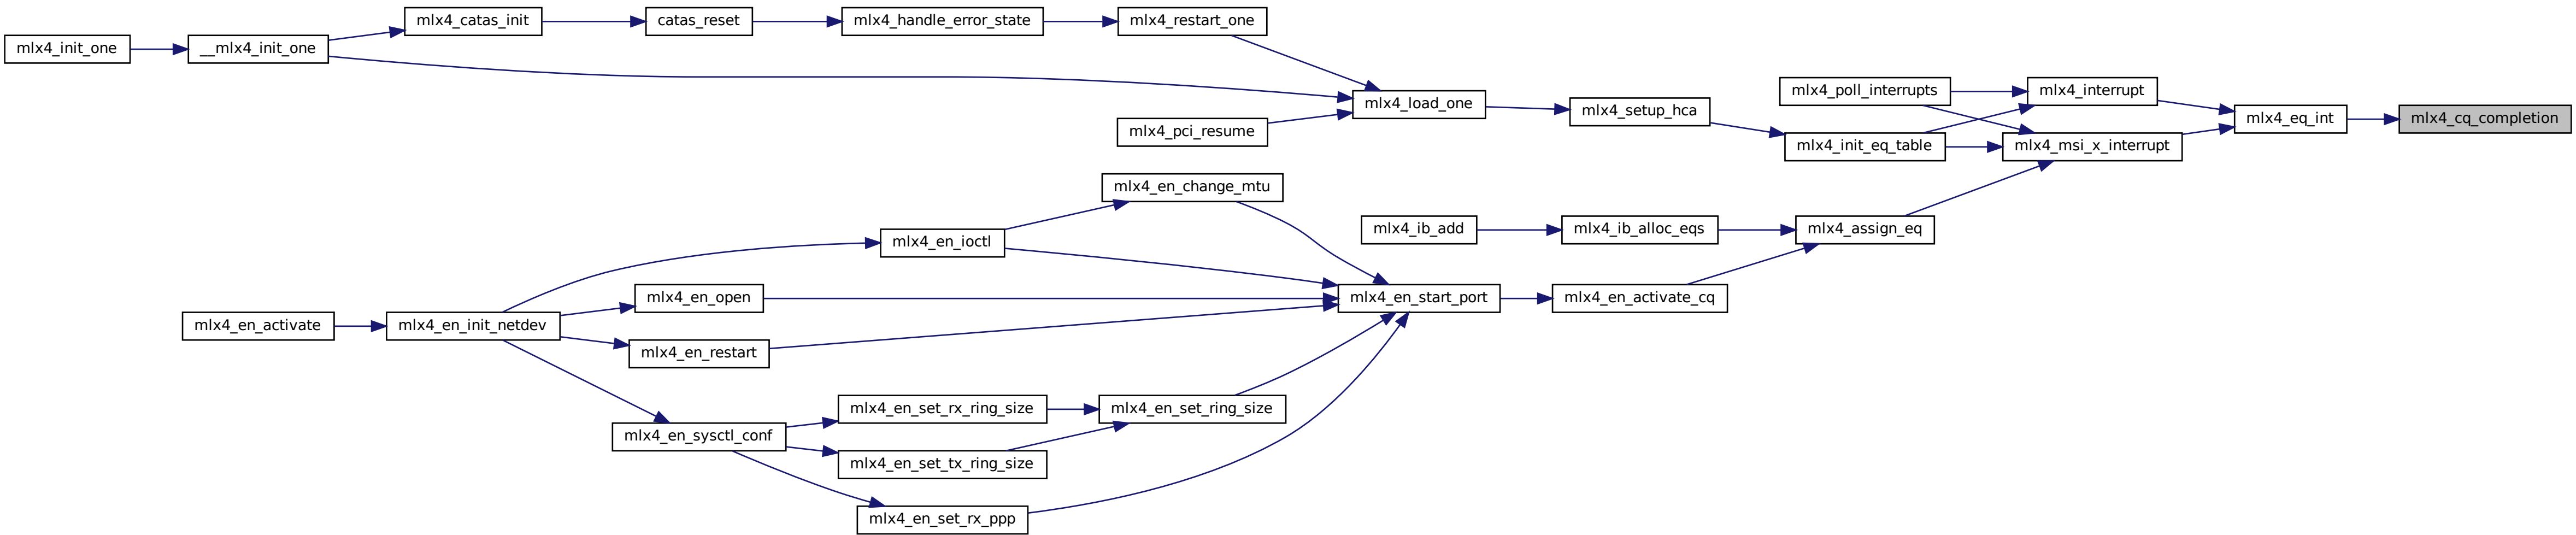 mlx4_init_one
__mlx4_init_one
mlx4_catas_init
catas_reset
mlx4_handle_error_state
mlx4_restart_one
mlx4_pci_resume
mlx4_load_one
mlx4_setup_hca
mlx4_poll_interrupts
mlx4_init_eq_table
mlx4_interrupt
mlx4_msi_x_interrupt
mlx4_eq_int
mlx4_cq_completion
mlx4_en_change_mtu
mlx4_en_ioctl
mlx4_ib_add
mlx4_ib_alloc_eqs
mlx4_assign_eq
mlx4_en_activate
mlx4_en_init_netdev
mlx4_en_open
mlx4_en_restart
mlx4_en_start_port
mlx4_en_activate_cq
mlx4_en_sysctl_conf
mlx4_en_set_rx_ring_size
mlx4_en_set_tx_ring_size
mlx4_en_set_ring_size
mlx4_en_set_rx_ppp